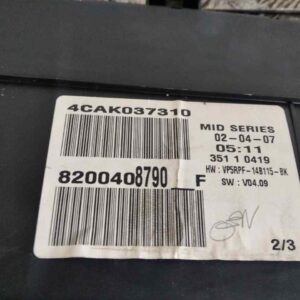 4CAK037310
MID SERIES
02-04-07
05:11
351 1 0419
HW : VP5RPF-14B115-BK
8200408790__F
SW : V04.09
2/3